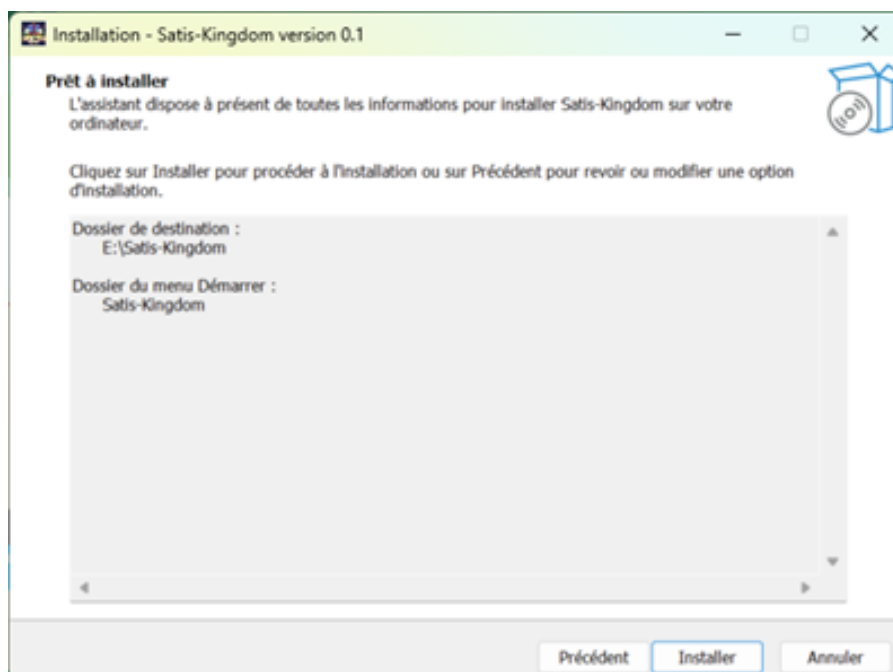 Installation - Satis-Kingdom version 0.1
Prêt à installer
L'assistant dispose à présent de toutes les informations pour installer Satis-Kingdom sur votre
ordinateur.
Cliquez sur Installer pour procéder à l'installation ou sur Précédent pour revoir ou modifier une option
d'installation.
Dossier de destination :
E:\Satis-Kingdom
Dossier du menu Démarrer :
Satis-Kingdom
Précédent
Installer
Annuler